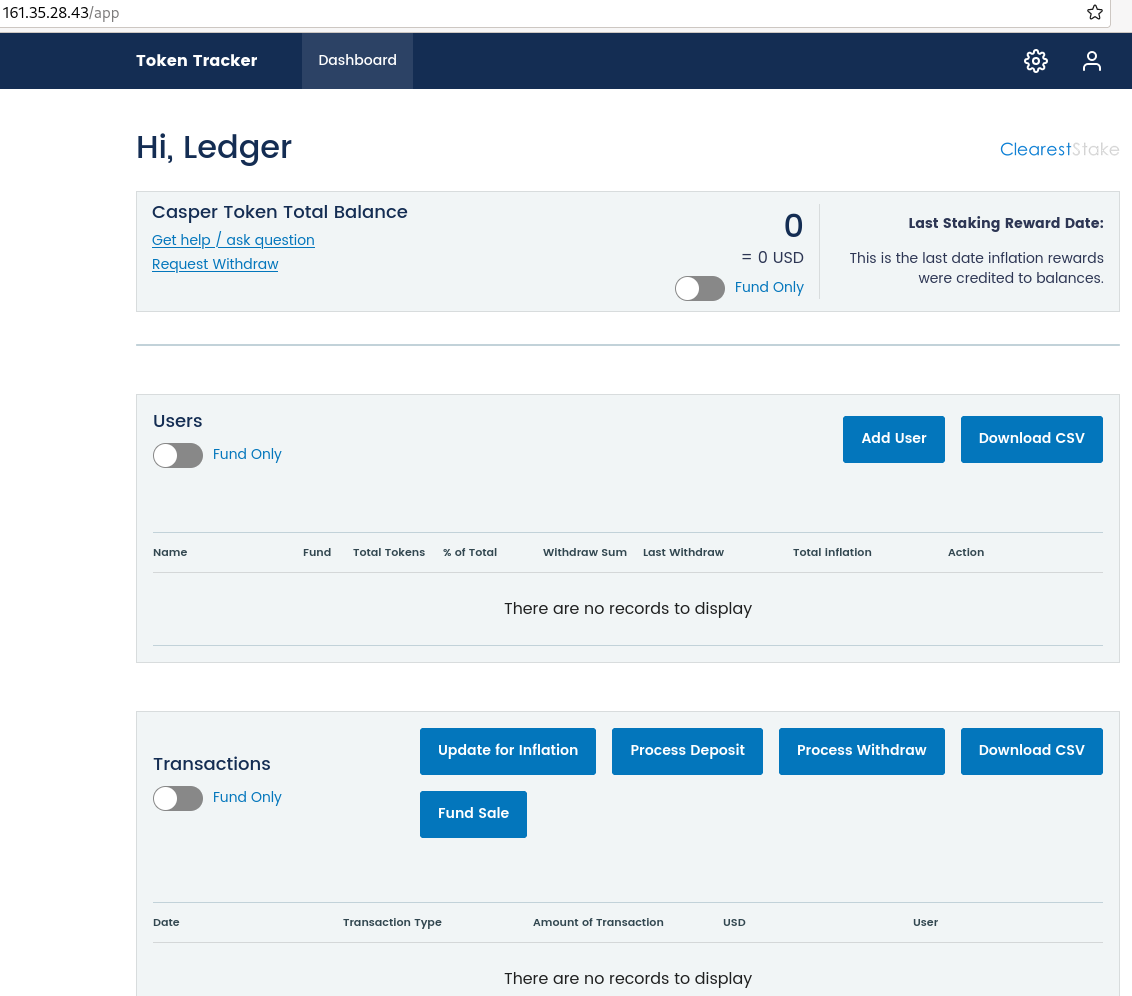 161.35.28.43/app
Token Tracker Dashboard
Hi, Ledger
ClearestStake
Casper Token Total Balance
Get help / ask question
Request Withdraw
0
= 0 USD
Fund Only
Last Staking Reward Date:
This is the last date inflation rewards
were credited to balances.
Users
Fund Only
Add User
Download CSV
Name Fund Total Tokens % of Total Withdraw Sum Last Withdraw Total inflation Action
There are no records to display
Transactions
Fund Only
Update for Inflation Process Deposit Process Withdraw Download CSV
Fund Sale
Date Transaction Type Amount of Transaction USD User
There are no records to display